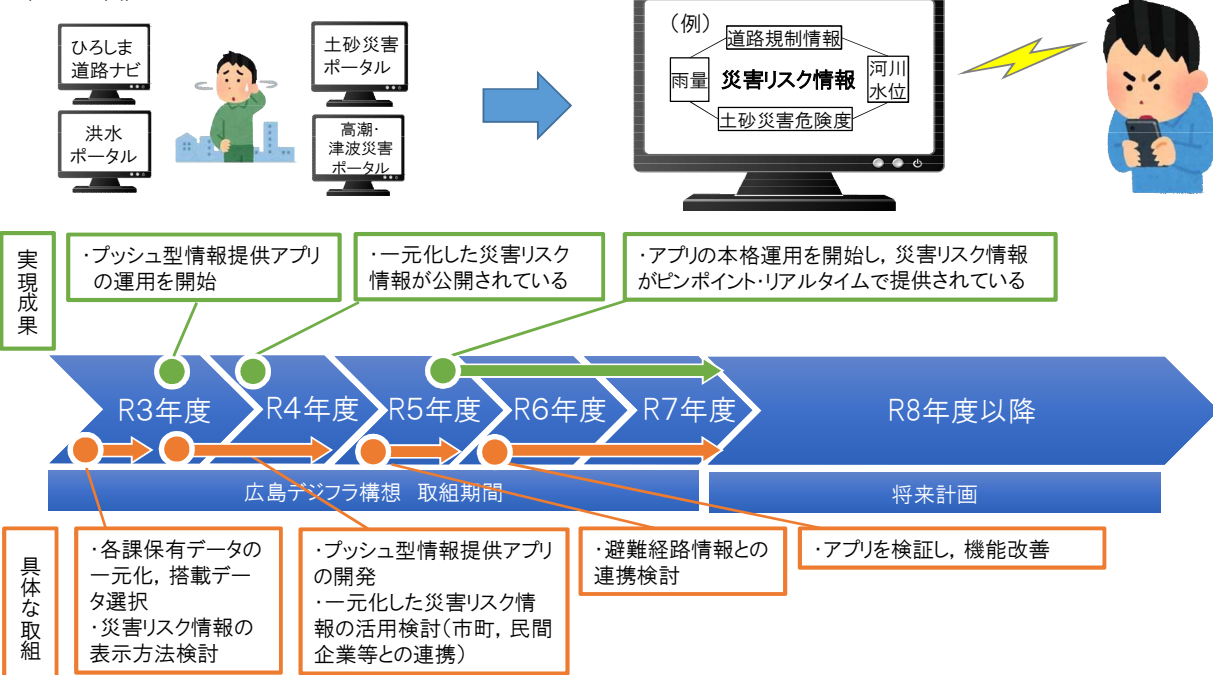 ひろしま
道路ナビ
土砂災害
ポータル
洪水
ポータル
高潮・
津波災害
ポータル
（例）
道路規制情報
雨量
災害リスク情報
河川
水位
土砂災害危険度
実現成果
・プッシュ型情報提供アプリ
の運用を開始
・一元化した災害リスク
情報が公開されている
・アプリの本格運用を開始し，災害リスク情報
がピンポイント・リアルタイムで提供されている
R3年度
R4年度
R5年度
R6年度
R7年度
R8年度以降
広島デジフラ構想　取組期間
将来計画
具体な取組
・各課保有データの
一元化，搭載デー
タ選択
・災害リスク情報の
表示方法検討
・プッシュ型情報提供アプリ
の開発
・一元化した災害リスク情
報の活用検討（市町，民間
企業等との連携）
・避難経路情報との
連携検討
・アプリを検証し，機能改善